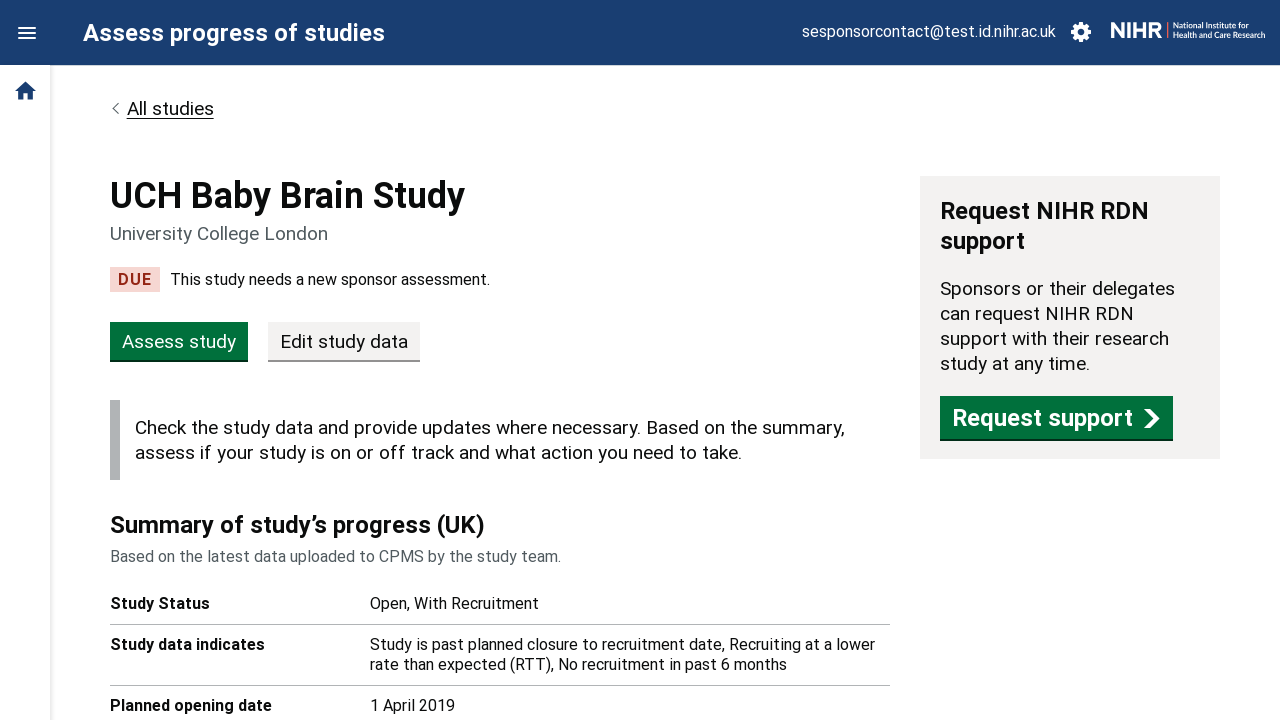 Assess progress of studies
sesponsorcontact@test.id.nihr.ac.uk
NIHR
National Institute for
Health and Care Research
All studies
UCH Baby Brain Study
University College London
DUE
This study needs a new sponsor assessment.
Assess study
Edit study data
Check the study data and provide updates where necessary. Based on the summary,
assess if your study is on or off track and what action you need to take.
Summary of study’s progress (UK)
Based on the latest data uploaded to CPMS by the study team.
Study Status
Open, With Recruitment
Study data indicates
Study is past planned closure to recruitment date, Recruiting at a lower
rate than expected (RTT), No recruitment in past 6 months
Planned opening date
1 April 2019
Request NIHR RDN
support
Sponsors or their delegates
can request NIHR RDN
support with their research
study at any time.
Request support